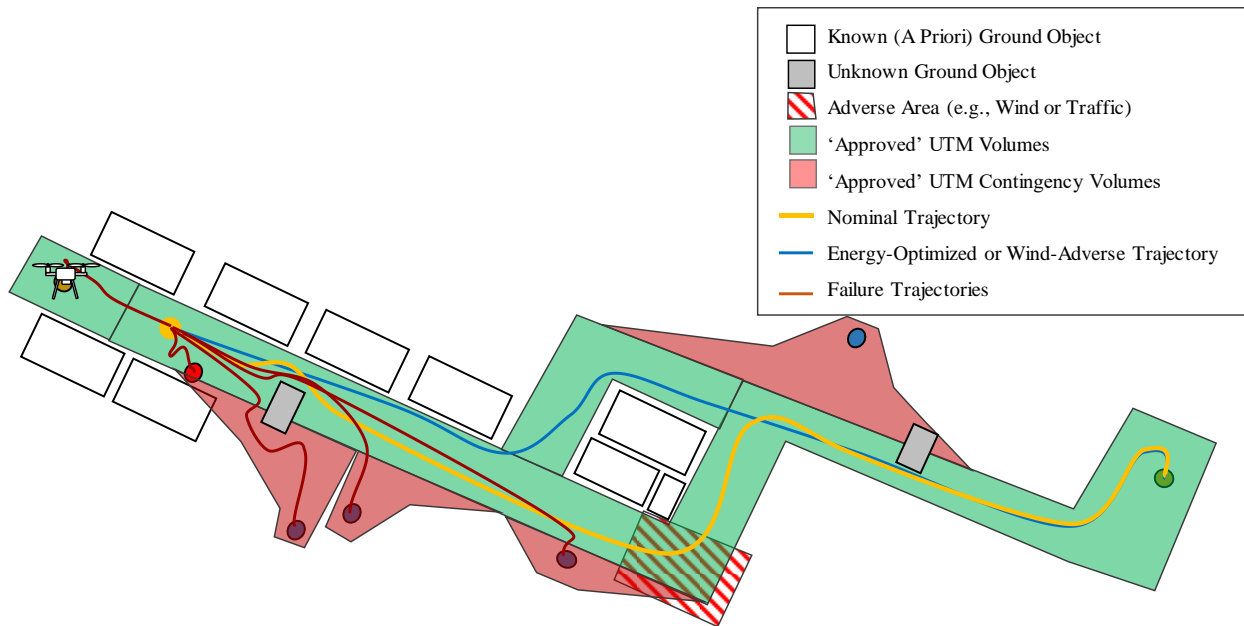 Known (A Priori) Ground Object
Unknown Ground Object
Adverse Area (e.g., Wind or Traffic)
‘Approved’ UTM Volumes
‘Approved’ UTM Contingency Volumes
Nominal Trajectory
Energy-Optimized or Wind-Adverse Trajectory
Failure Trajectories